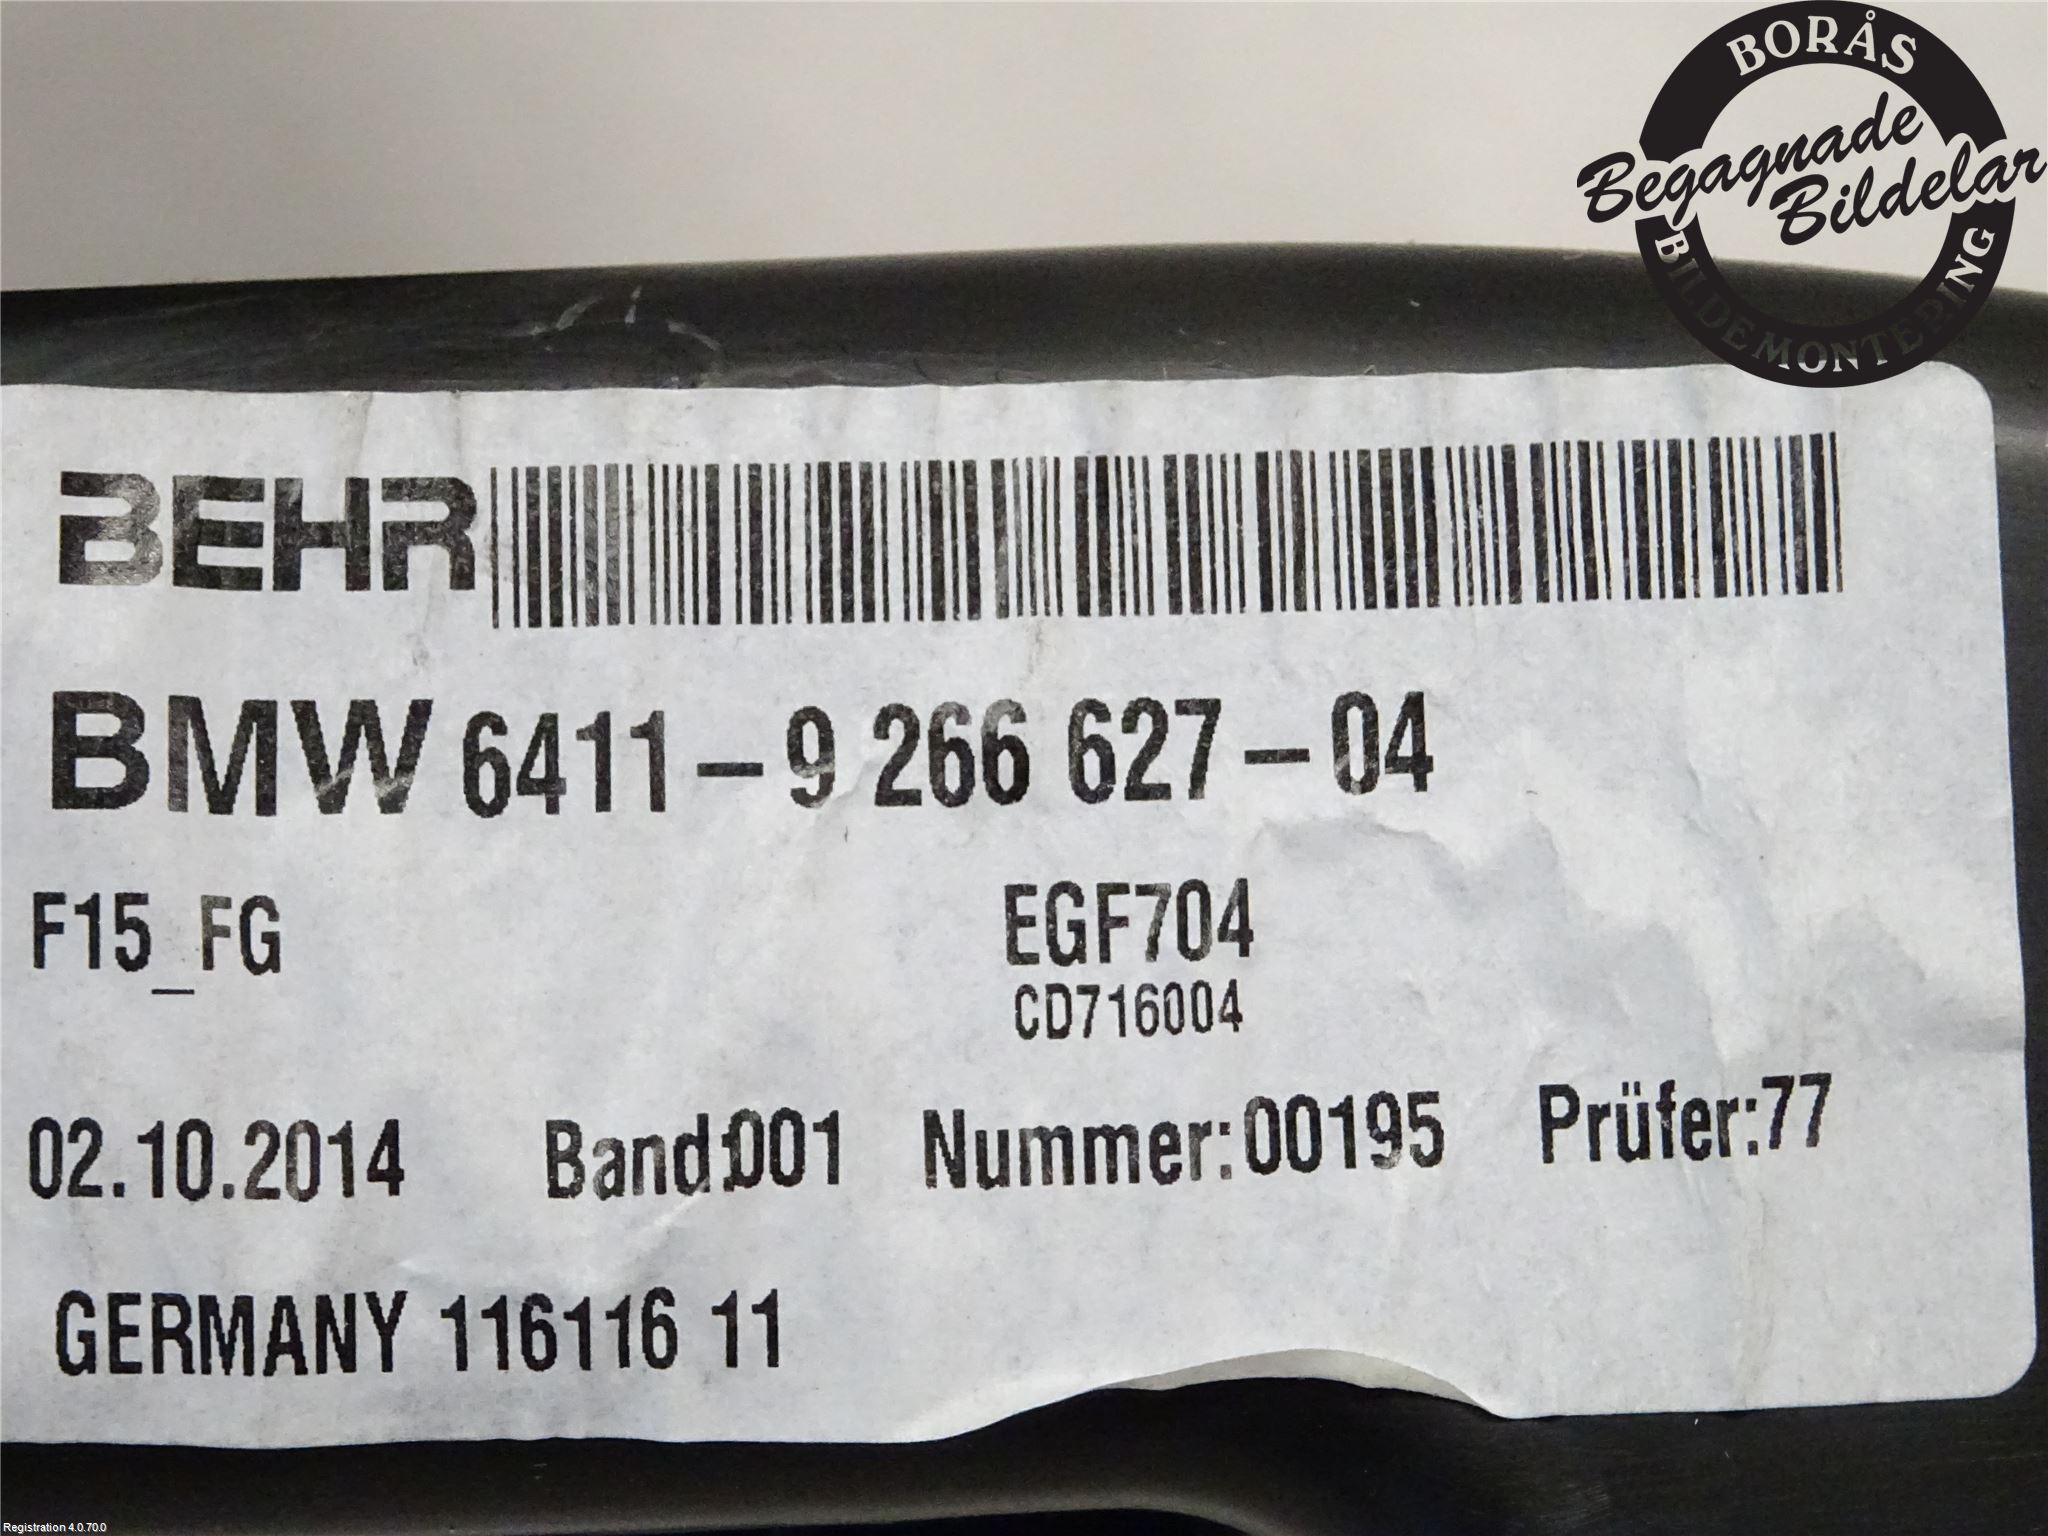 BORÅS
Begagnade
Bildelar
BILDEMONTERING
BEHR
BMW 6411-9 266 627-04
F15_FG EGF704
CD716004
02.10.2014 Band:001 Nummer:00195 Prüfer:77
GERMANY 116116 11
Registration 4.0.70.0